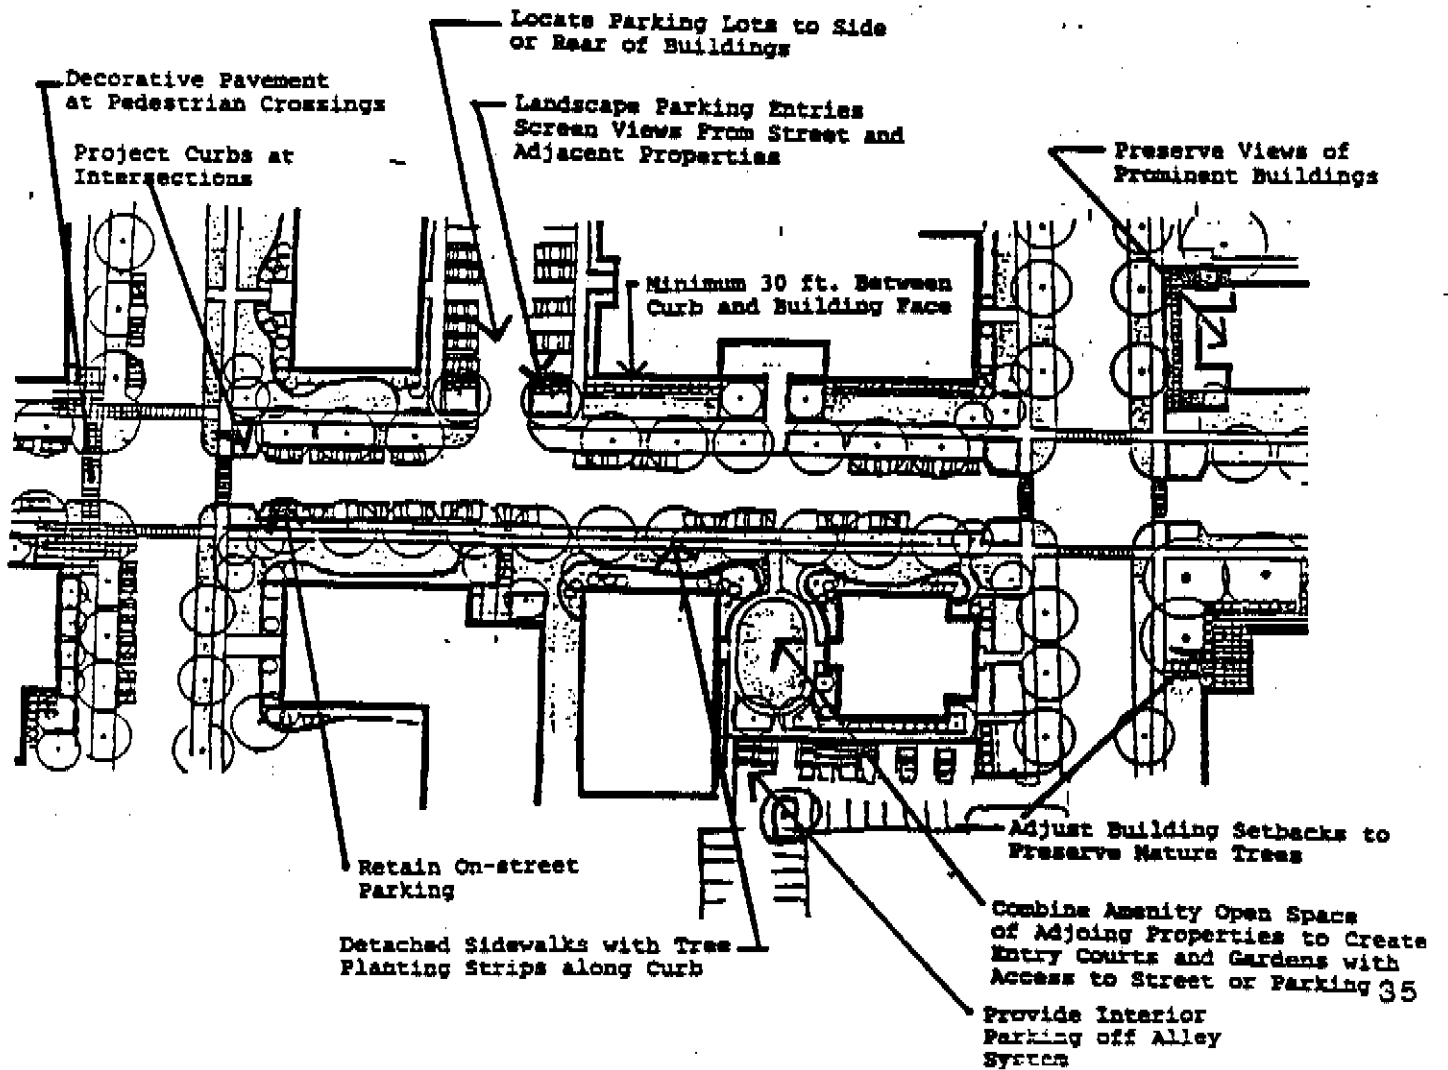 Locate Parking Lots to Side
or Rear of Buildings
Decorative Pavement
at Pedestrian Crossings
Landscape Parking Entries
Screen Views From Street and
Adjacent Properties
Project Curbs at
Intersections
Preserve Views of
Prominent Buildings
Minimum 30 ft. Between
Curb and Building Face
Adjust Building Setbacks to
Preserve Mature Trees
Retain On-street
Parking
Combine Amenity Open Space
of Adjoing Properties to Create
Entry Courts and Gardens with
Access to Street or Parking
35
Detached Sidewalks with Tree
Planting Strips along Curb
Provide Interior
Parking off Alley
System